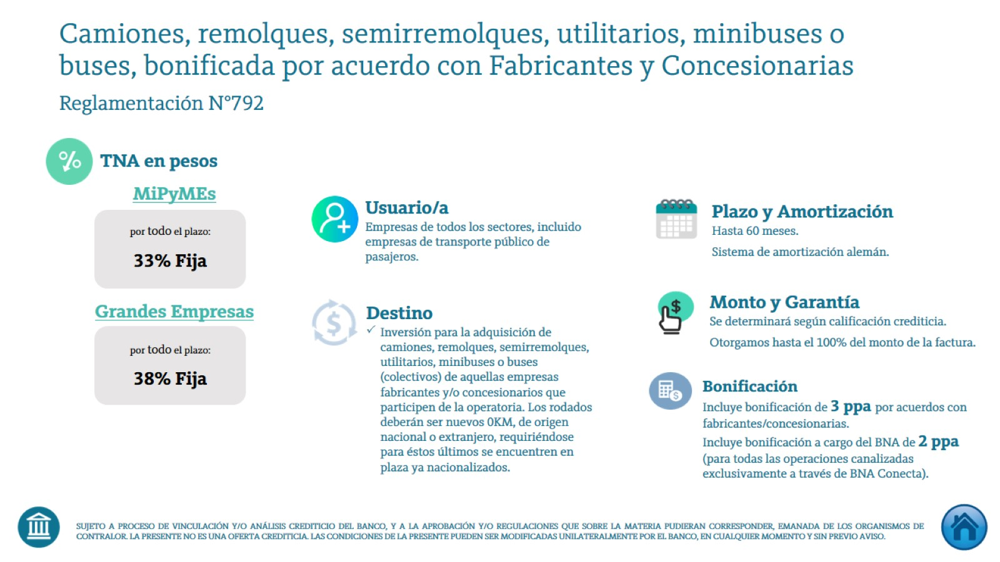 Camiones, remolques, semirremolques, utilitarios, minibuses o
buses, bonificada por acuerdo con Fabricantes y Concesionarias
Reglamentación N°792
%
TNA en pesos
MiPyMEs
por todo el plazo:
33% Fija
Grandes Empresas
por todo el plazo:
38% Fija
Usuario/a
Empresas de todos los sectores, incluido
empresas de transporte público de
pasajeros.
$
Destino
✓ Inversión para la adquisición de
camiones, remolques, semirremolques,
utilitarios, minibuses o buses
(colectivos) de aquellas empresas
fabricantes y/o concesionarios que
participen de la operatoria. Los rodados
deberán ser nuevos 0KM, de origen
nacional o extranjero, requiriéndose
para éstos últimos se encuentren en
plaza ya nacionalizados.
Plazo y Amortización
Hasta 60 meses.
Sistema de amortización alemán.
$
Monto y Garantía
Se determinará según calificación crediticia.
Otorgamos hasta el 100% del monto de la factura.
$
Bonificación
Incluye bonificación de 3 ppa por acuerdos con
fabricantes/concesionarias.
Incluye bonificación a cargo del BNA de 2 ppa
(para todas las operaciones canalizadas
exclusivamente a través de BNA Conecta).
SUJETO A PROCESO DE VINCULACIÓN Y/O ANÁLISIS CREDITICIO DEL BANCO, Y A LA APROBACIÓN Y/O REGULACIONES QUE SOBRE LA MATERIA PUDIERAN CORRESPONDER, EMANADA DE LOS ORGANISMOS DE
CONTRALOR. LA PRESENTE NO ES UNA OFERTA CREDITICIA. LAS CONDICIONES DE LA PRESENTE PUEDEN SER MODIFICADAS UNILATERALMENTE POR EL BANCO, EN CUALQUIER MOMENTO Y SIN PREVIO AVISO.